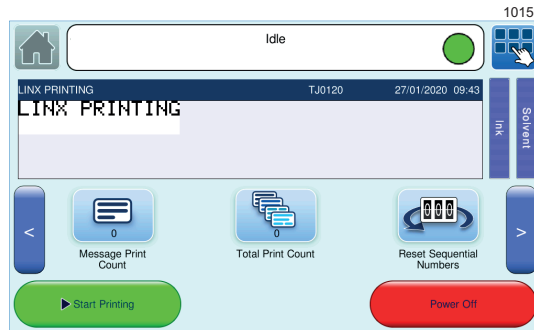 1015
Idle
LINX PRINTING TJ0120 27/01/2020 09:43
LINX PRINTING
Ink
Solvent
<
0
0
000
>
Message Print
Count
Total Print Count
Reset Sequential
Numbers
Start Printing
Power Off